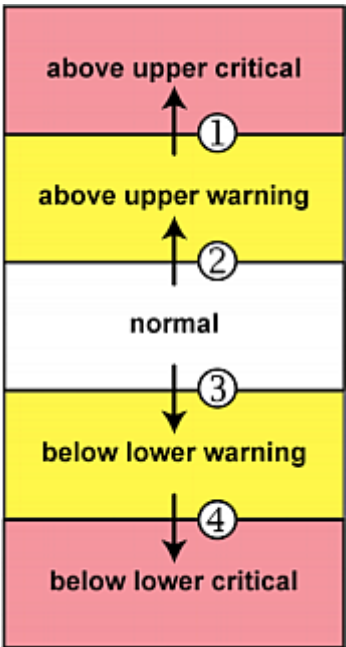 above upper critical
①
above upper warning
②
normal
③
below lower warning
④
below lower critical